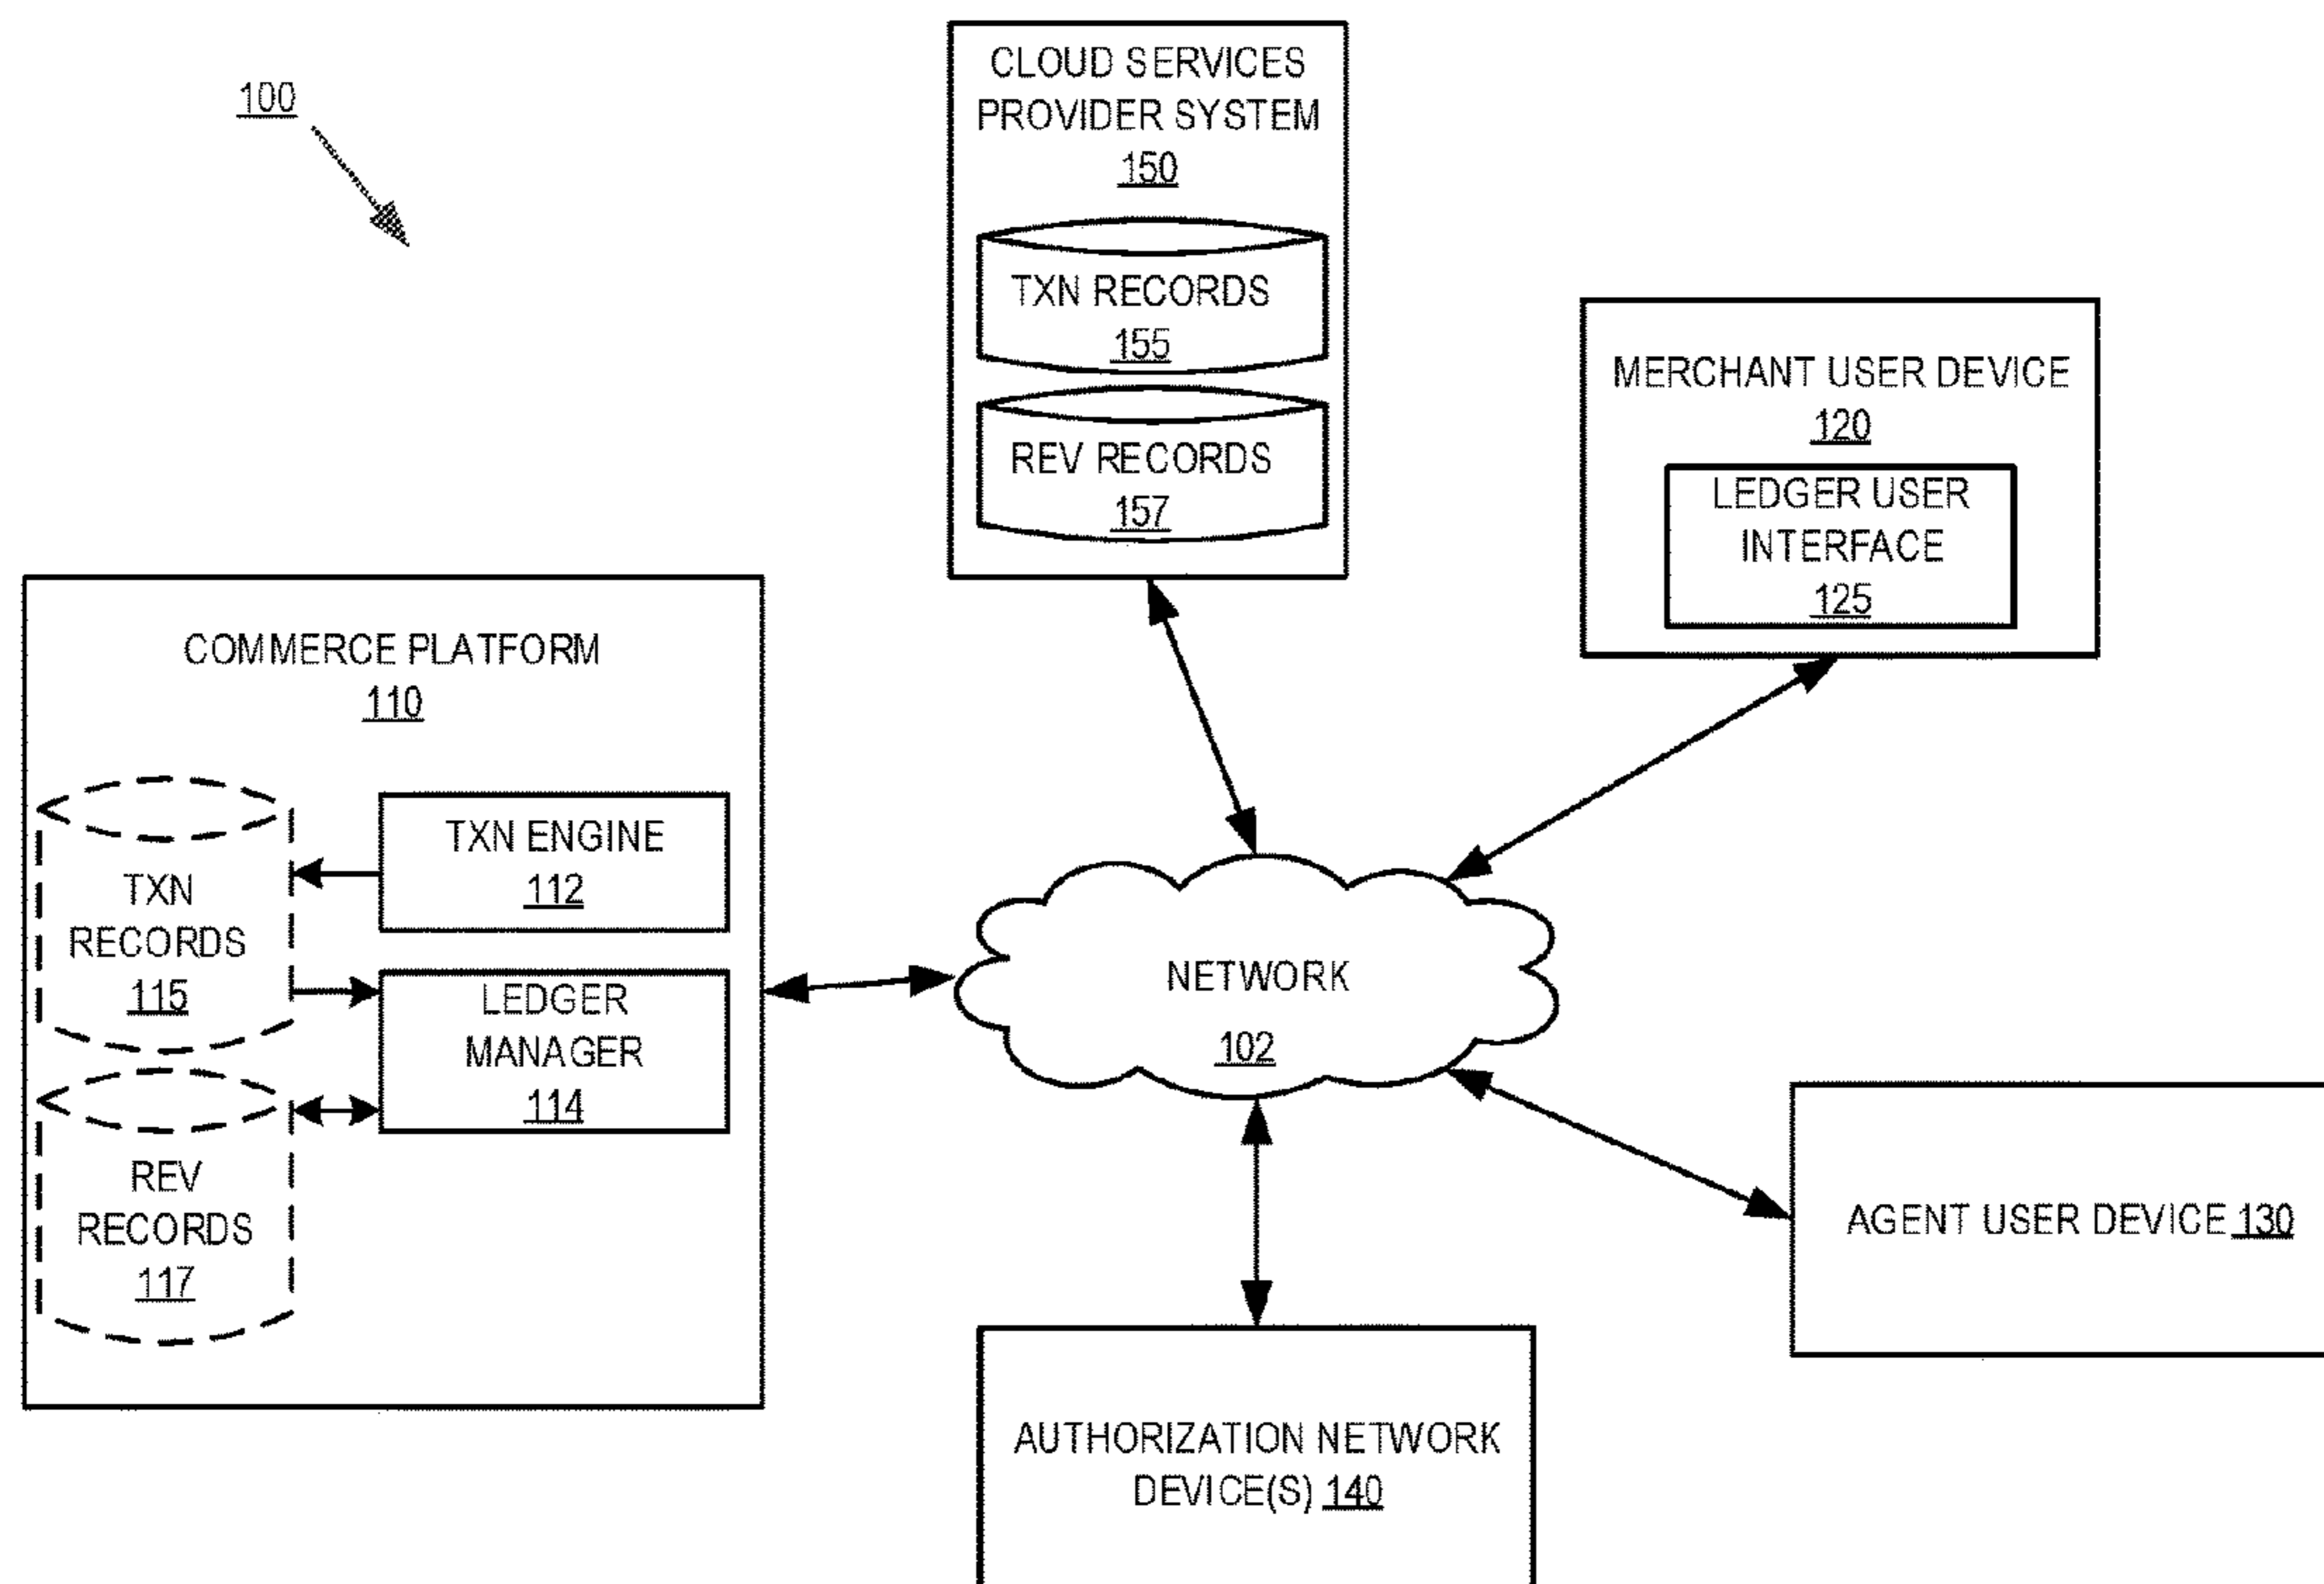 100
CLOUD SERVICES
PROVIDER SYSTEM
150
TXN RECORDS
155
REV RECORDS
157
MERCHANT USER DEVICE
120
LEDGER USER
INTERFACE
125
COMMERCE PLATFORM
110
TXN ENGINE
112
TXN
RECORDS
115
LEDGER
MANAGER
114
REV
RECORDS
117
NETWORK
102
AGENT USER DEVICE 130
AUTHORIZATION NETWORK
DEVICE(S) 140